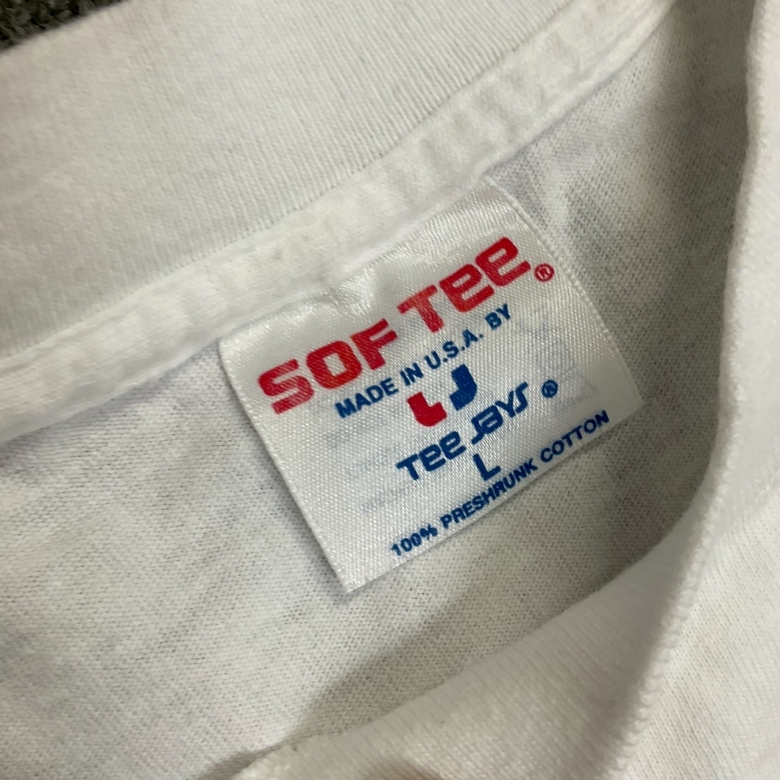 SOF TEE®
MADE IN U.S.A. BY
TEE JAYS ®
L
100% PRESHRUNK COTTON